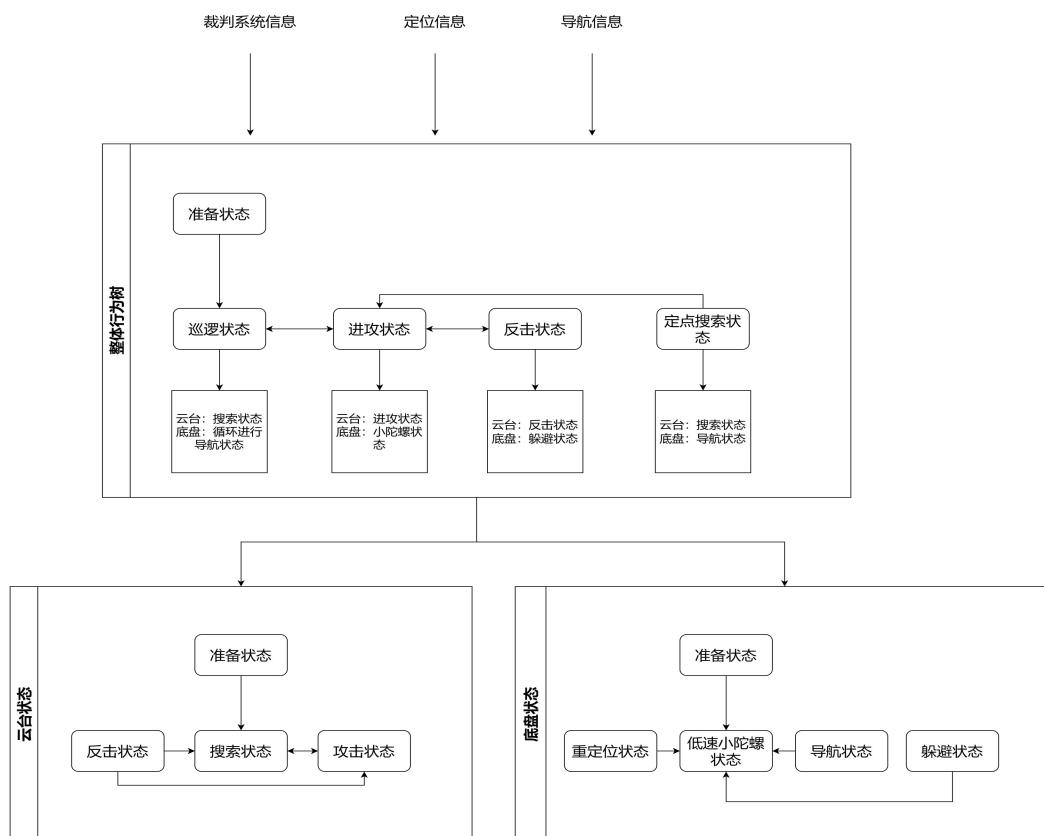 裁判系统信息
定位信息
导航信息
整体行为树
准备状态
巡逻状态
进攻状态
反击状态
定点搜索状
态
云台：搜索状态
底盘：循环进行
导航状态
云台：进攻状态
底盘：小陀螺状
态
云台：反击状态
底盘：躲避状态
云台：搜索状态
底盘：导航状态
云台状态
准备状态
反击状态
搜索状态
攻击状态
底盘状态
准备状态
重定位状态
低速小陀螺
状态
导航状态
躲避状态